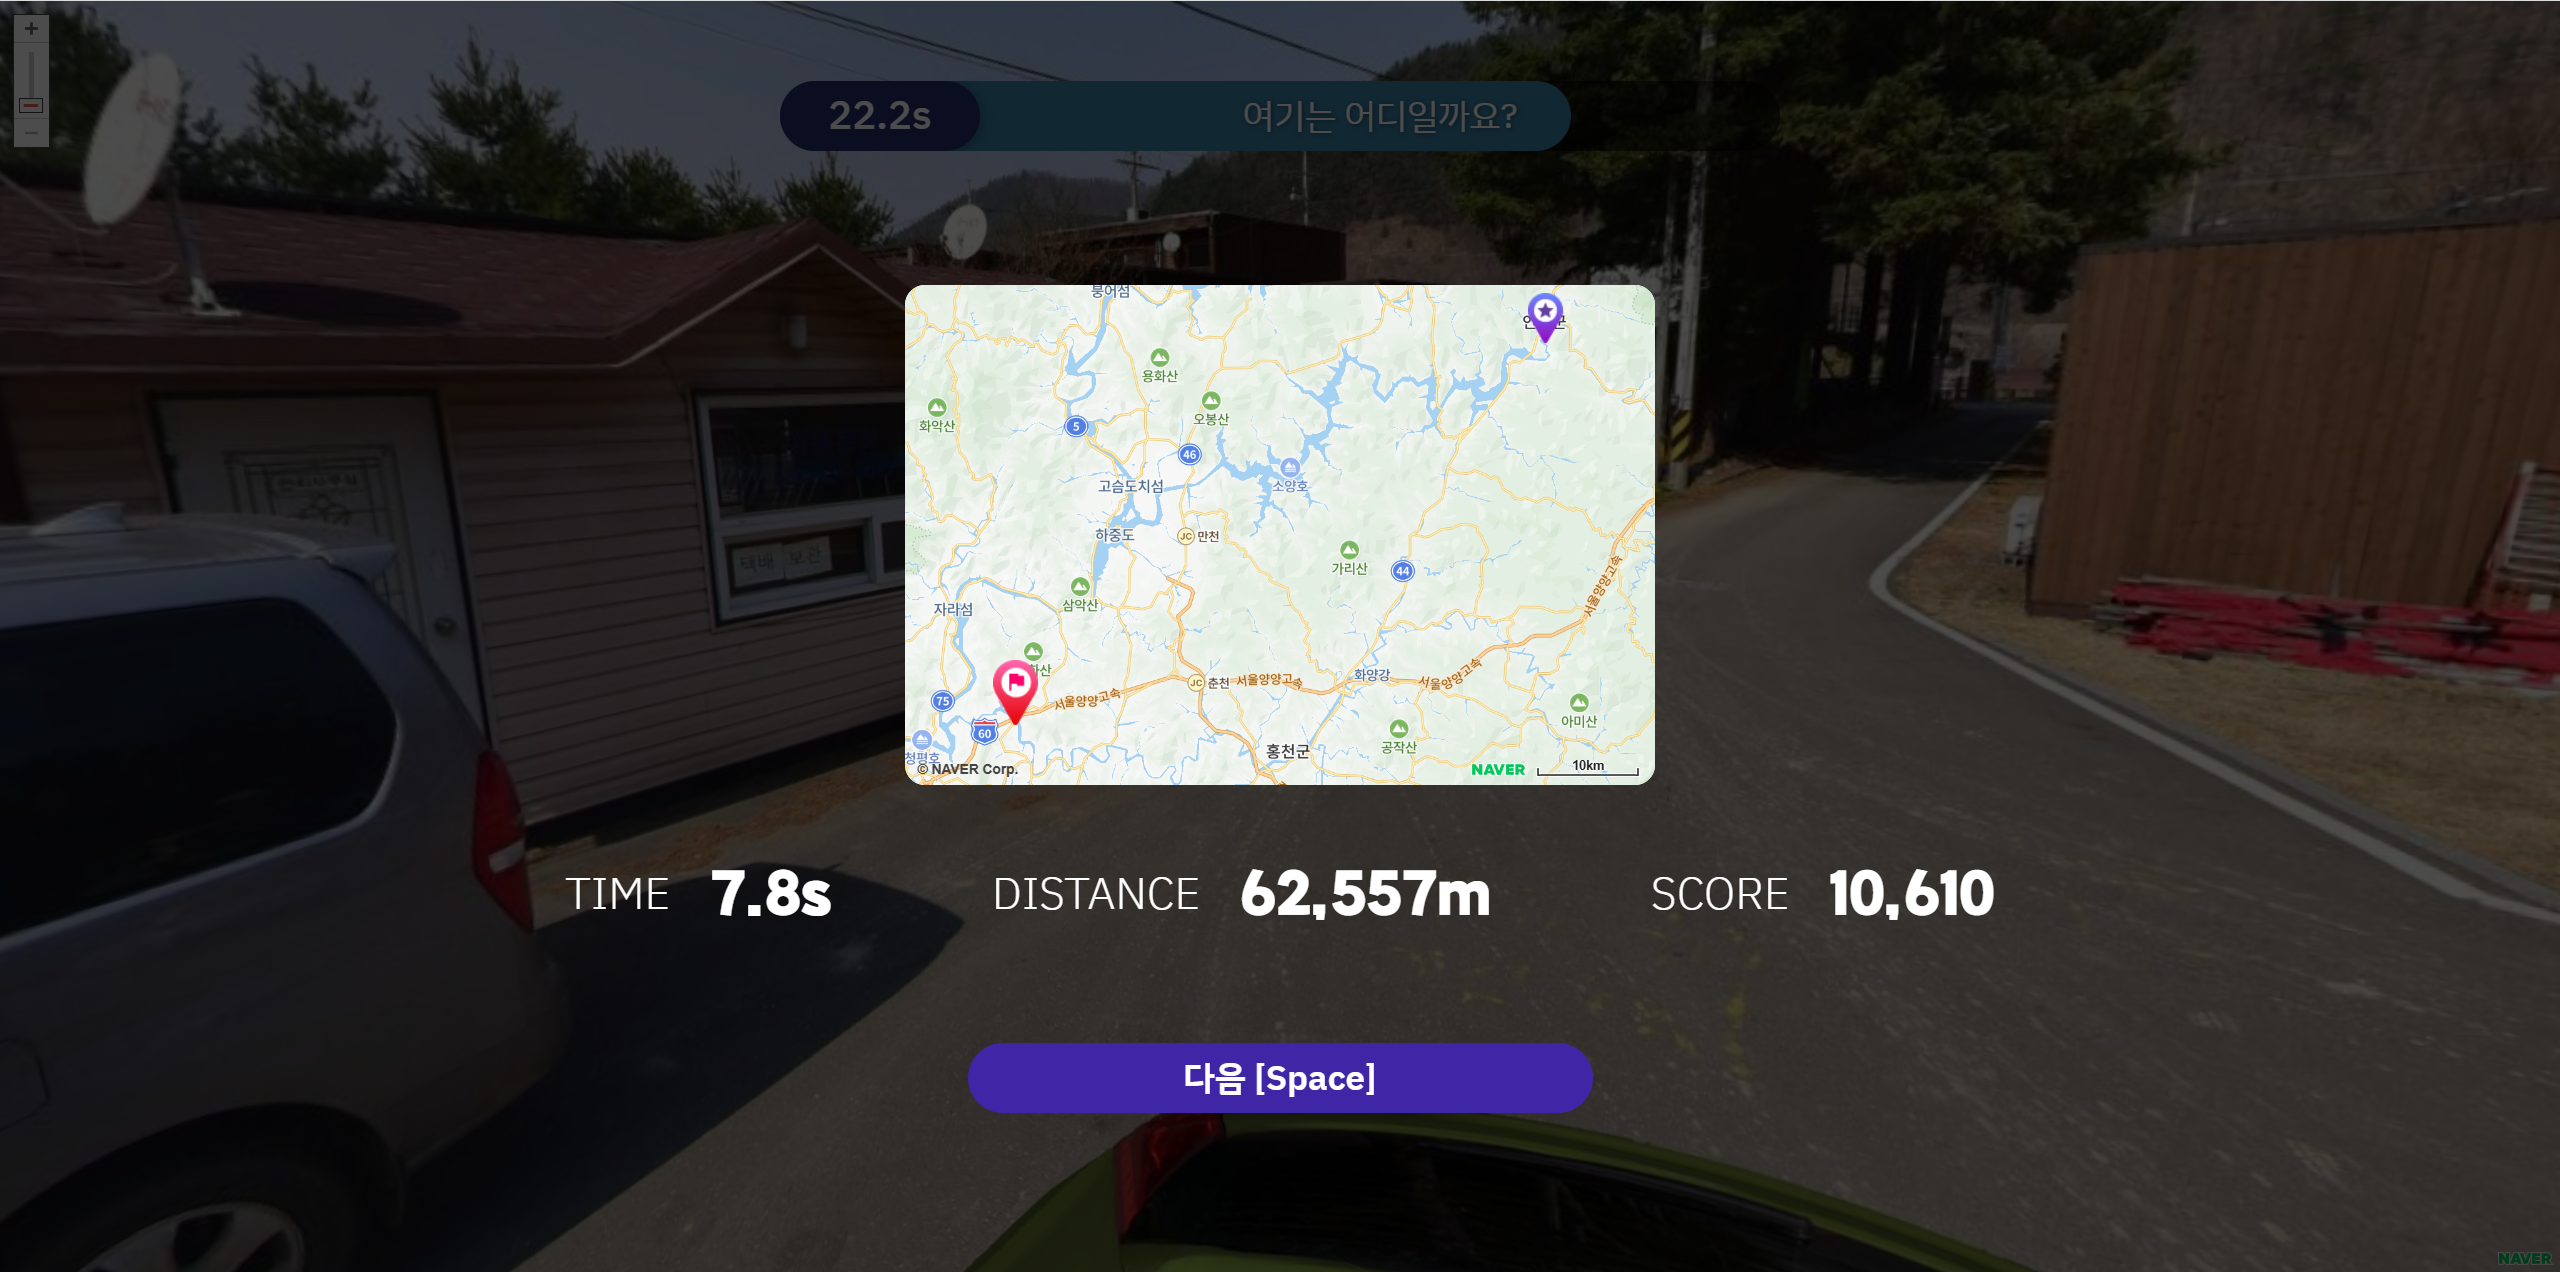 22.2s
여기는 어디일까요?
붕어섬
용화산
화악산
오봉산
5
46
고슴도치섬
소양호
하중도
JC 만천
가리산
44
서울양양고속
자라섬
삼악산
화양강
JC 춘천 서울양양고속
서울양양고속
서울양양고속
75
60
아미산
청평호
홍천군
공작산
© NAVER Corp.
NAVER
10km
택배 보관
TIME 7.8s
DISTANCE 62,557m
SCORE 10,610
다음 [Space]
NAVER